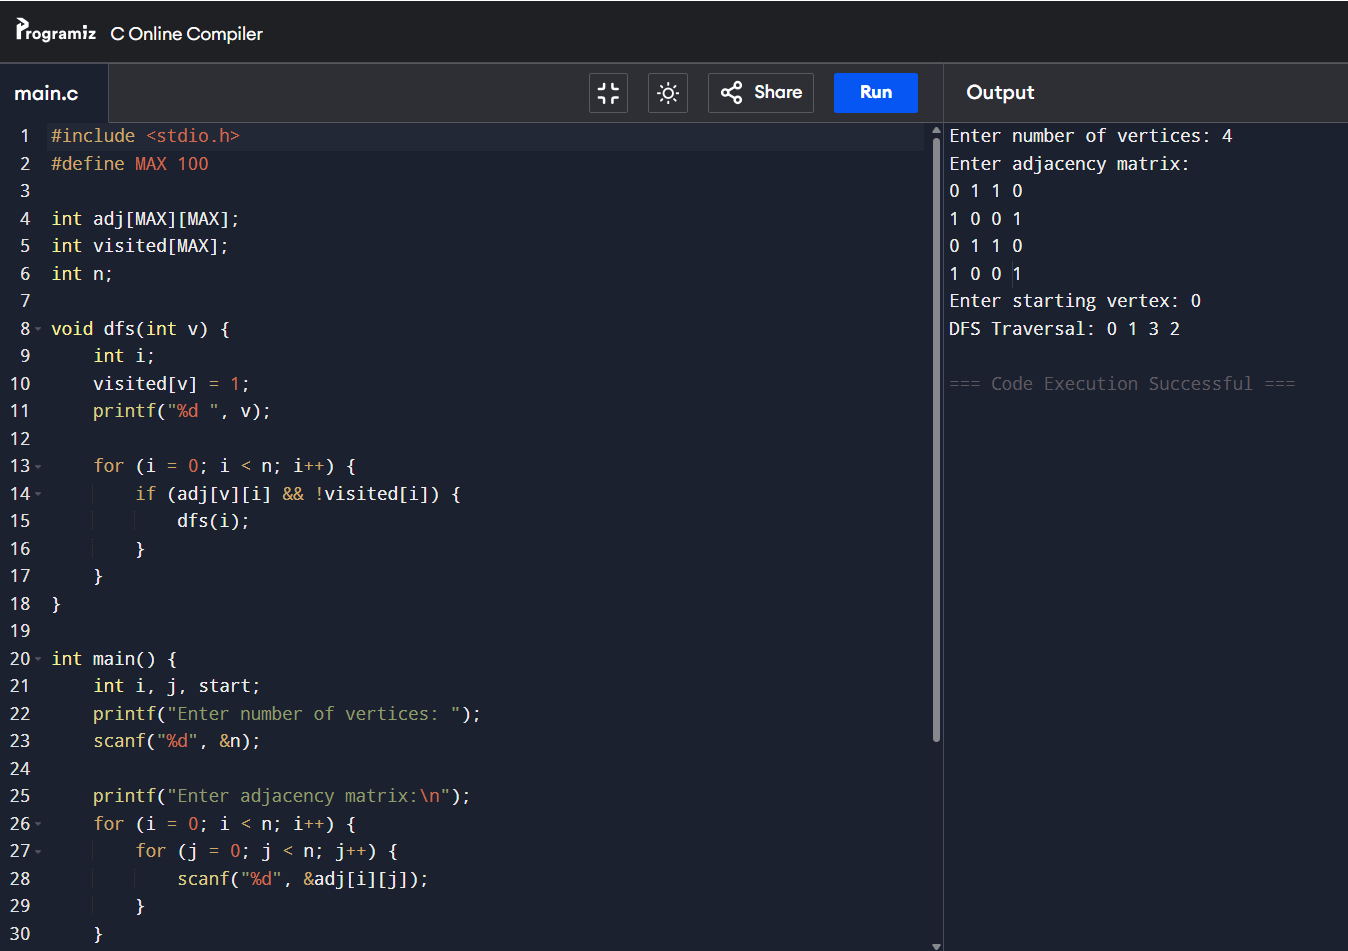 Programiz C Online Compiler
main.c Share Run Output
1 #include <stdio.h>
2 #define MAX 100
3
4 int adj[MAX][MAX];
5 int visited[MAX];
6 int n;
7
8 void dfs(int v) {
9     int i;
10     visited[v] = 1;
11     printf("%d ", v);
12
13     for (i = 0; i < n; i++) {
14         if (adj[v][i] && !visited[i]) {
15             dfs(i);
16         }
17     }
18 }
19
20 int main() {
21     int i, j, start;
22     printf("Enter number of vertices: ");
23     scanf("%d", &n);
24
25     printf("Enter adjacency matrix:\n");
26     for (i = 0; i < n; i++) {
27         for (j = 0; j < n; j++) {
28             scanf("%d", &adj[i][j]);
29         }
30     }
Enter number of vertices: 4
Enter adjacency matrix:
0 1 1 0
1 0 0 1
0 1 1 0
1 0 0 1
Enter starting vertex: 0
DFS Traversal: 0 1 3 2
=== Code Execution Successful ===